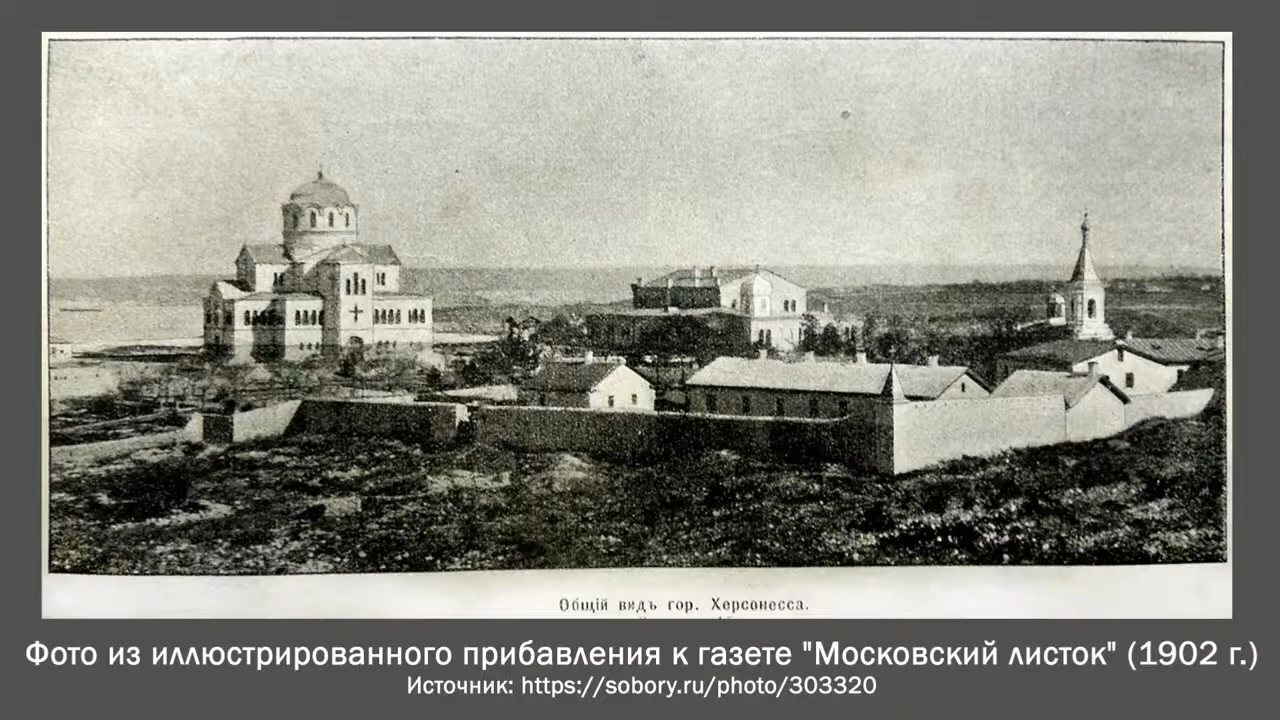 Общій видъ гор. Херсонесса.
Фото из иллюстрированного прибавления к газете "Московский листок" (1902 г.)
Источник: https://sobory.ru/photo/303320